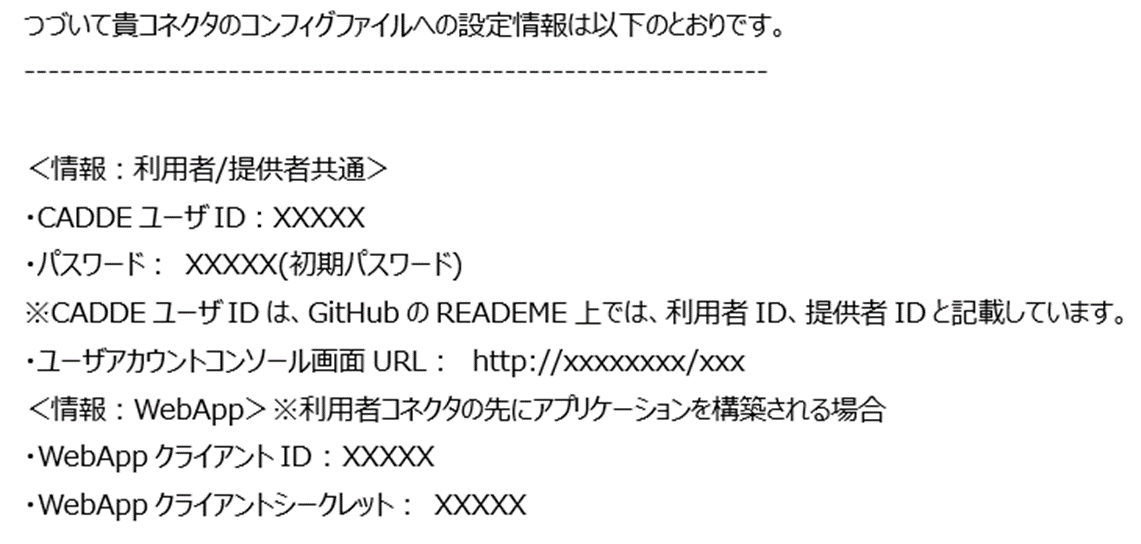 つづいて貴コネクタのコンフィグファイルへの設定情報は以下のとおりです。
--------------------------------------------------------------
＜情報：利用者/提供者共通＞
・CADDE ユーザ ID：XXXXX
・パスワード： XXXXX(初期パスワード)
※CADDE ユーザ ID は、GitHub の READEME 上では、利用者 ID、提供者 ID と記載しています。
・ユーザアカウントコンソール画面 URL： http://xxxxxxxx/xxx
＜情報：WebApp＞※利用者コネクタの先にアプリケーションを構築される場合
・WebApp クライアント ID：XXXXX
・WebApp クライアントシークレット： XXXXX